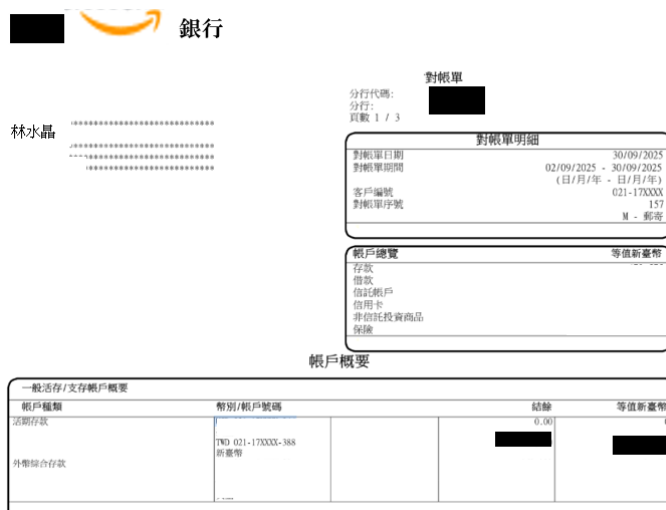 銀行
對帳單
分行代碼:
分行:
頁數 1 / 3
林水晶
對帳單明細
對帳單日期 30/09/2025
對帳單期間 02/09/2025 - 30/09/2025
(日/月/年 - 日/月/年)
客戶編號 021-17XXXX
對帳單序號 157
M - 郵寄
帳戶總覽 等值新臺幣
存款
借款
信託帳戶
信用卡
非信託投資商品
保險
帳戶概要
一般活存/支存帳戶概要
帳戶種類 幣別/帳戶號碼 結餘 等值新臺幣
活期存款 0.00
TWD 021-17XXXX-388
新臺幣
外幣綜合存款